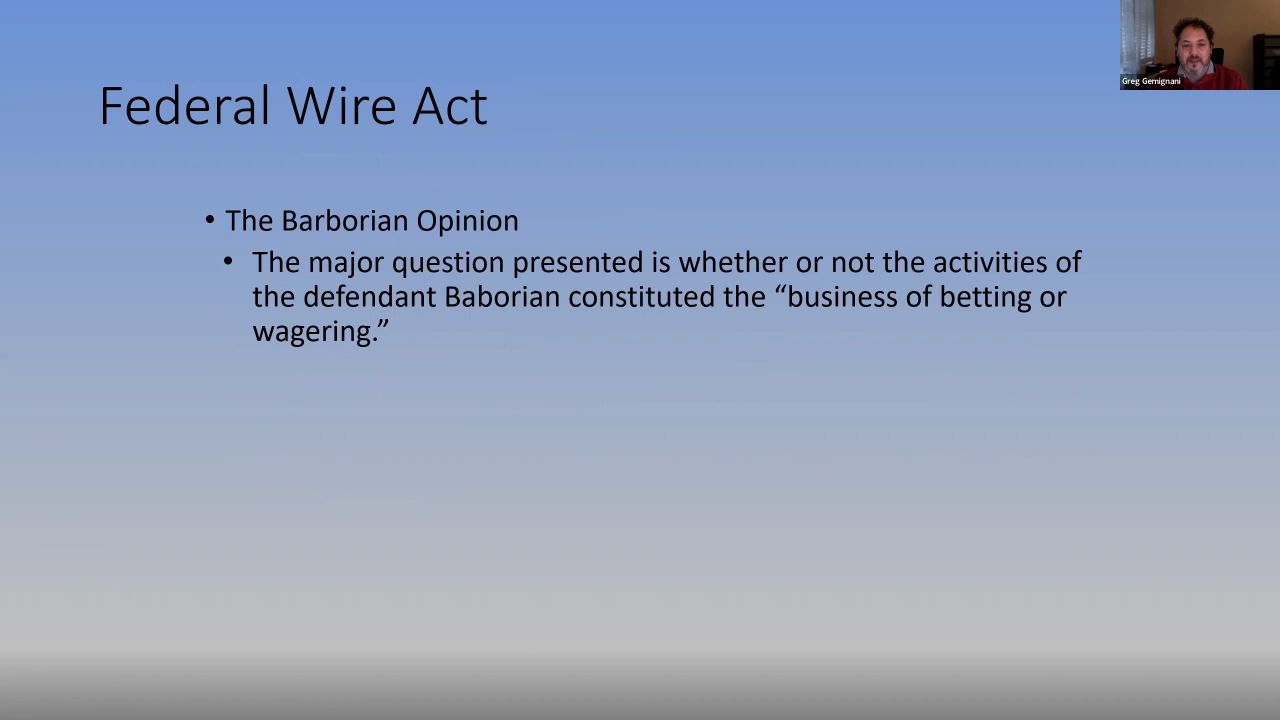 Greg Gemignani
Federal Wire Act
• The Barborian Opinion
• The major question presented is whether or not the activities of
the defendant Baborian constituted the “business of betting or
wagering.”